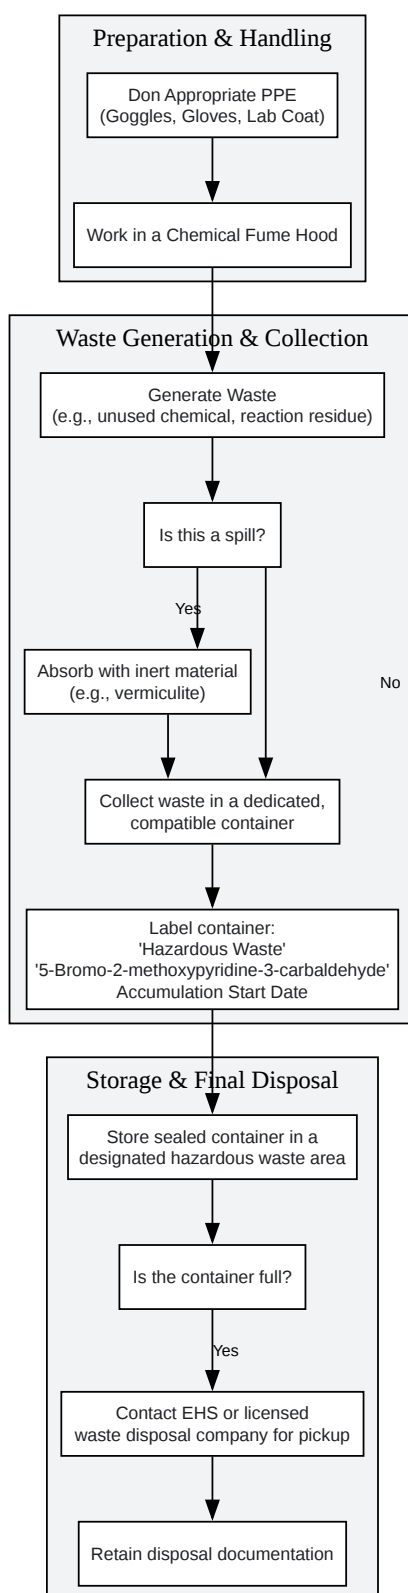 Preparation & Handling
Don Appropriate PPE
(Goggles, Gloves, Lab Coat)
Work in a Chemical Fume Hood
Waste Generation & Collection
Generate Waste
(e.g., unused chemical, reaction residue)
Is this a spill?
Yes
Absorb with inert material
(e.g., vermiculite)
No
Collect waste in a dedicated,
compatible container
Label container:
'Hazardous Waste'
'5-Bromo-2-methoxypyridine-3-carbaldehyde'
Accumulation Start Date
Storage & Final Disposal
Store sealed container in a
designated hazardous waste area
Is the container full?
Yes
Contact EHS or licensed
waste disposal company for pickup
Retain disposal documentation